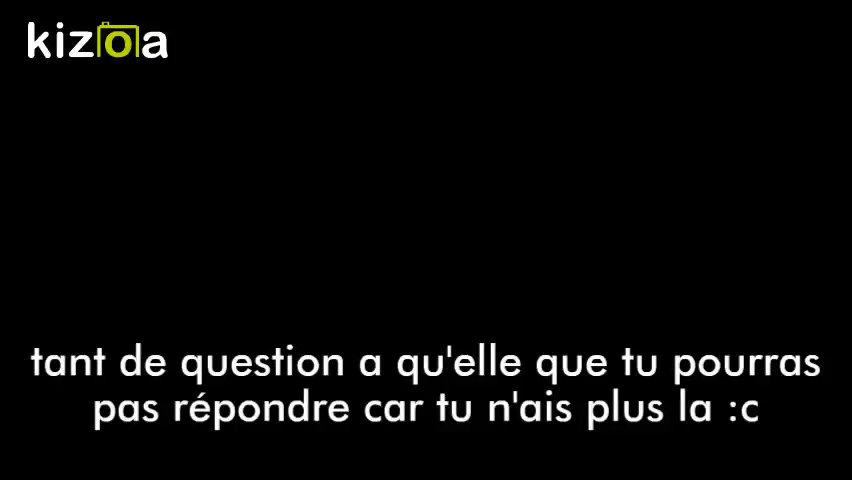 kizoa
tant de question a qu'elle que tu pourras
pas répondre car tu n'ais plus la :c